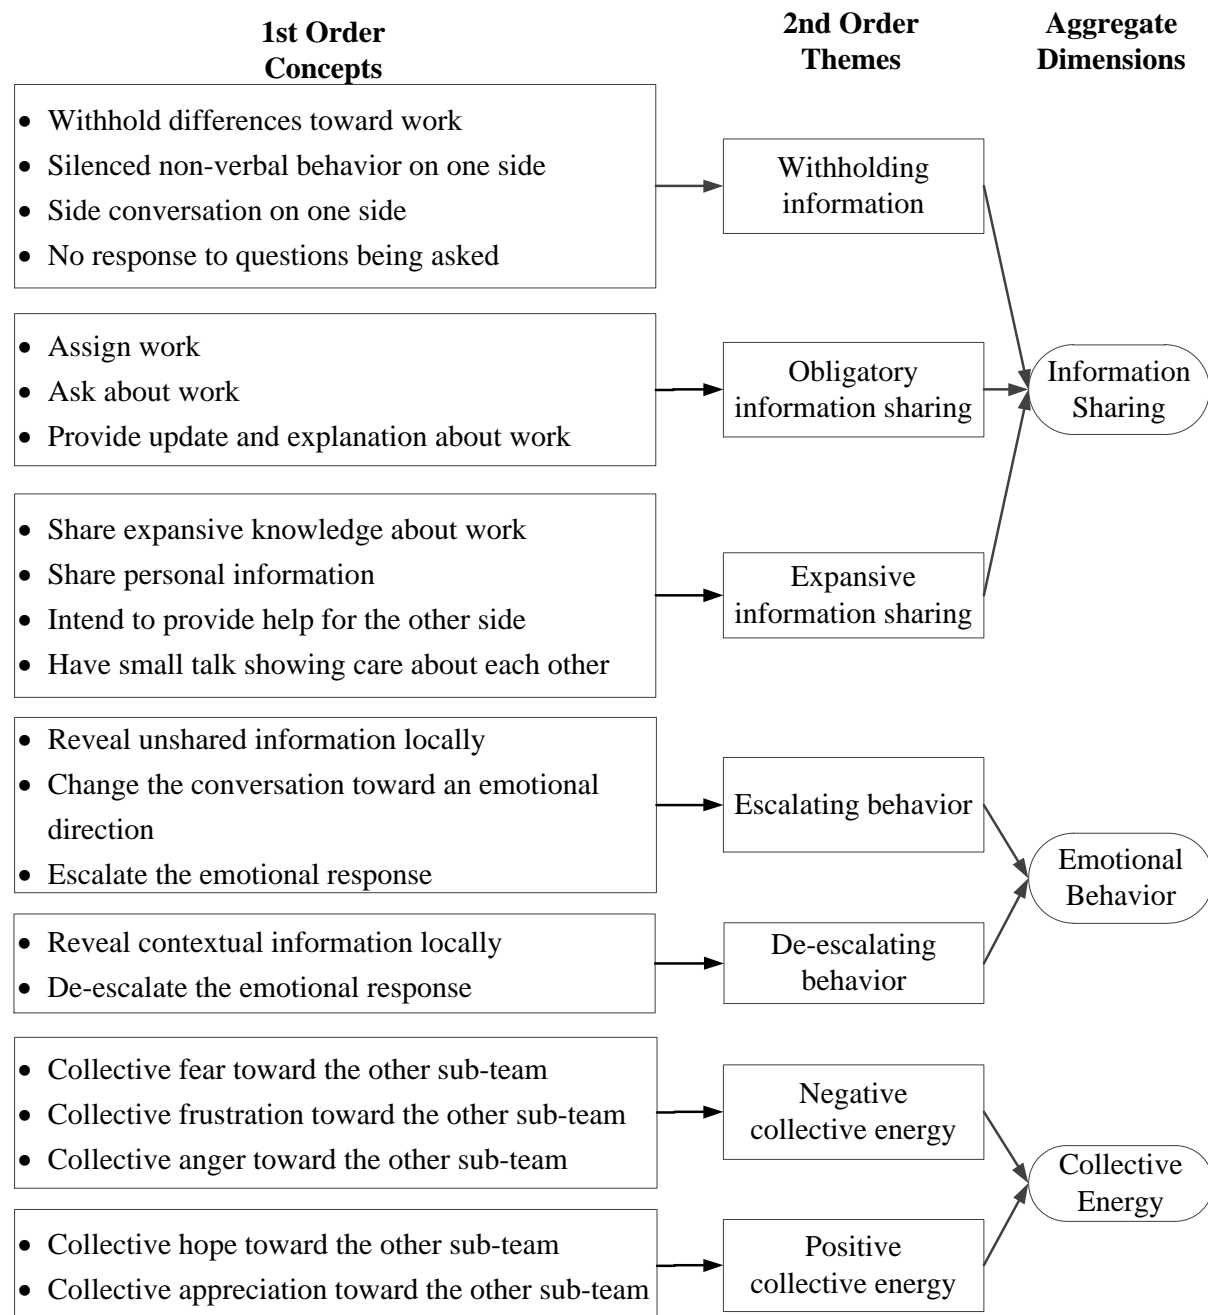 1st Order
Concepts
2nd Order
Themes
Aggregate
Dimensions
• Withhold differences toward work
• Silenced non-verbal behavior on one side
• Side conversation on one side
• No response to questions being asked
Withholding
information
• Assign work
• Ask about work
• Provide update and explanation about work
Obligatory
information sharing
Information
Sharing
• Share expansive knowledge about work
• Share personal information
• Intend to provide help for the other side
• Have small talk showing care about each other
Expansive
information sharing
• Reveal unshared information locally
• Change the conversation toward an emotional
direction
• Escalate the emotional response
Escalating behavior
Emotional
Behavior
• Reveal contextual information locally
• De-escalate the emotional response
De-escalating
behavior
• Collective fear toward the other sub-team
• Collective frustration toward the other sub-team
• Collective anger toward the other sub-team
Negative
collective energy
Collective
Energy
• Collective hope toward the other sub-team
• Collective appreciation toward the other sub-team
Positive
collective energy